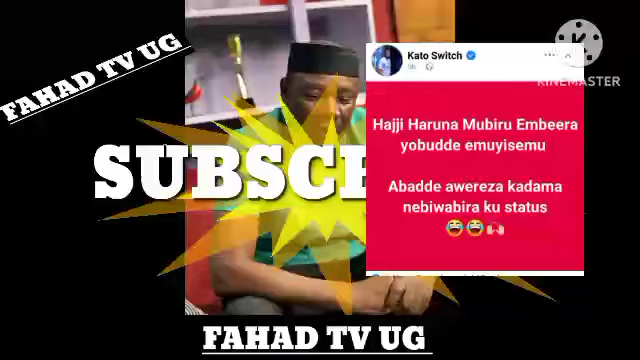 FAHAD TV UG
Kato Switch
KINEMASTER
Hajji Haruna Mubiru Embeera
yobudde emuyisemu
Abadde awereza kadama
nebiwabira ku status
😂😂🙌
SUBSC
FAHAD TV UG